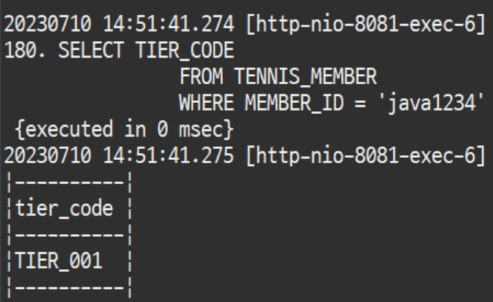 20230710 14:51:41.274 [http-nio-8081-exec-6]
180. SELECT TIER_CODE
FROM TENNIS_MEMBER
WHERE MEMBER_ID = 'java1234'
{executed in 0 msec}
20230710 14:51:41.275 [http-nio-8081-exec-6]
|----------|
|tier_code |
|----------|
|TIER_001  |
|----------|